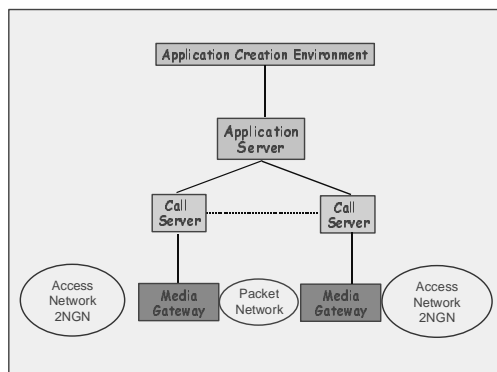 Application Creation Environment
Application
Server
Call
Server
Call
Server
Access
Network
2NGN
Media
Gateway
Packet
Network
Media
Gateway
Access
Network
2NGN